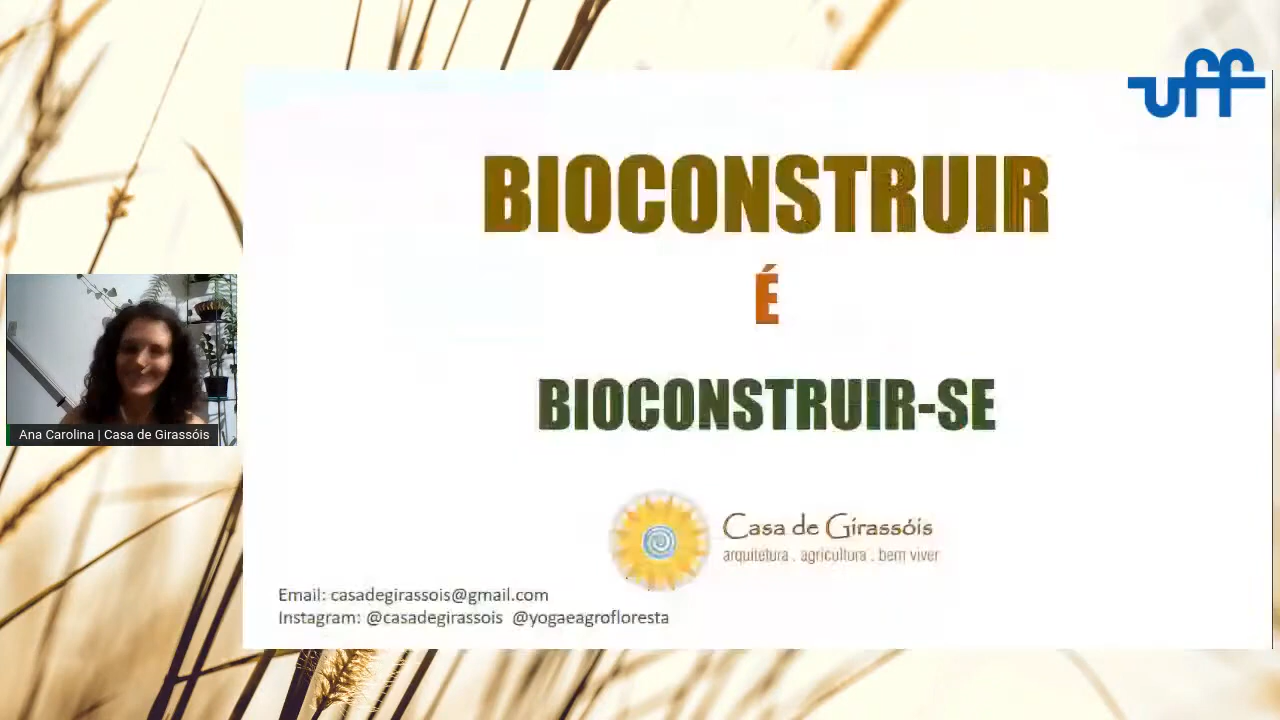 uff
BIOCONSTRUIR
É
BIOCONSTRUIR-SE
Casa de Girassóis
arquitetura . agricultura . bem viver
Email: casadegirassois@gmail.com
Instagram: @casadegirassois @yogaeagrofloresta
Ana Carolina | Casa de Girassóis